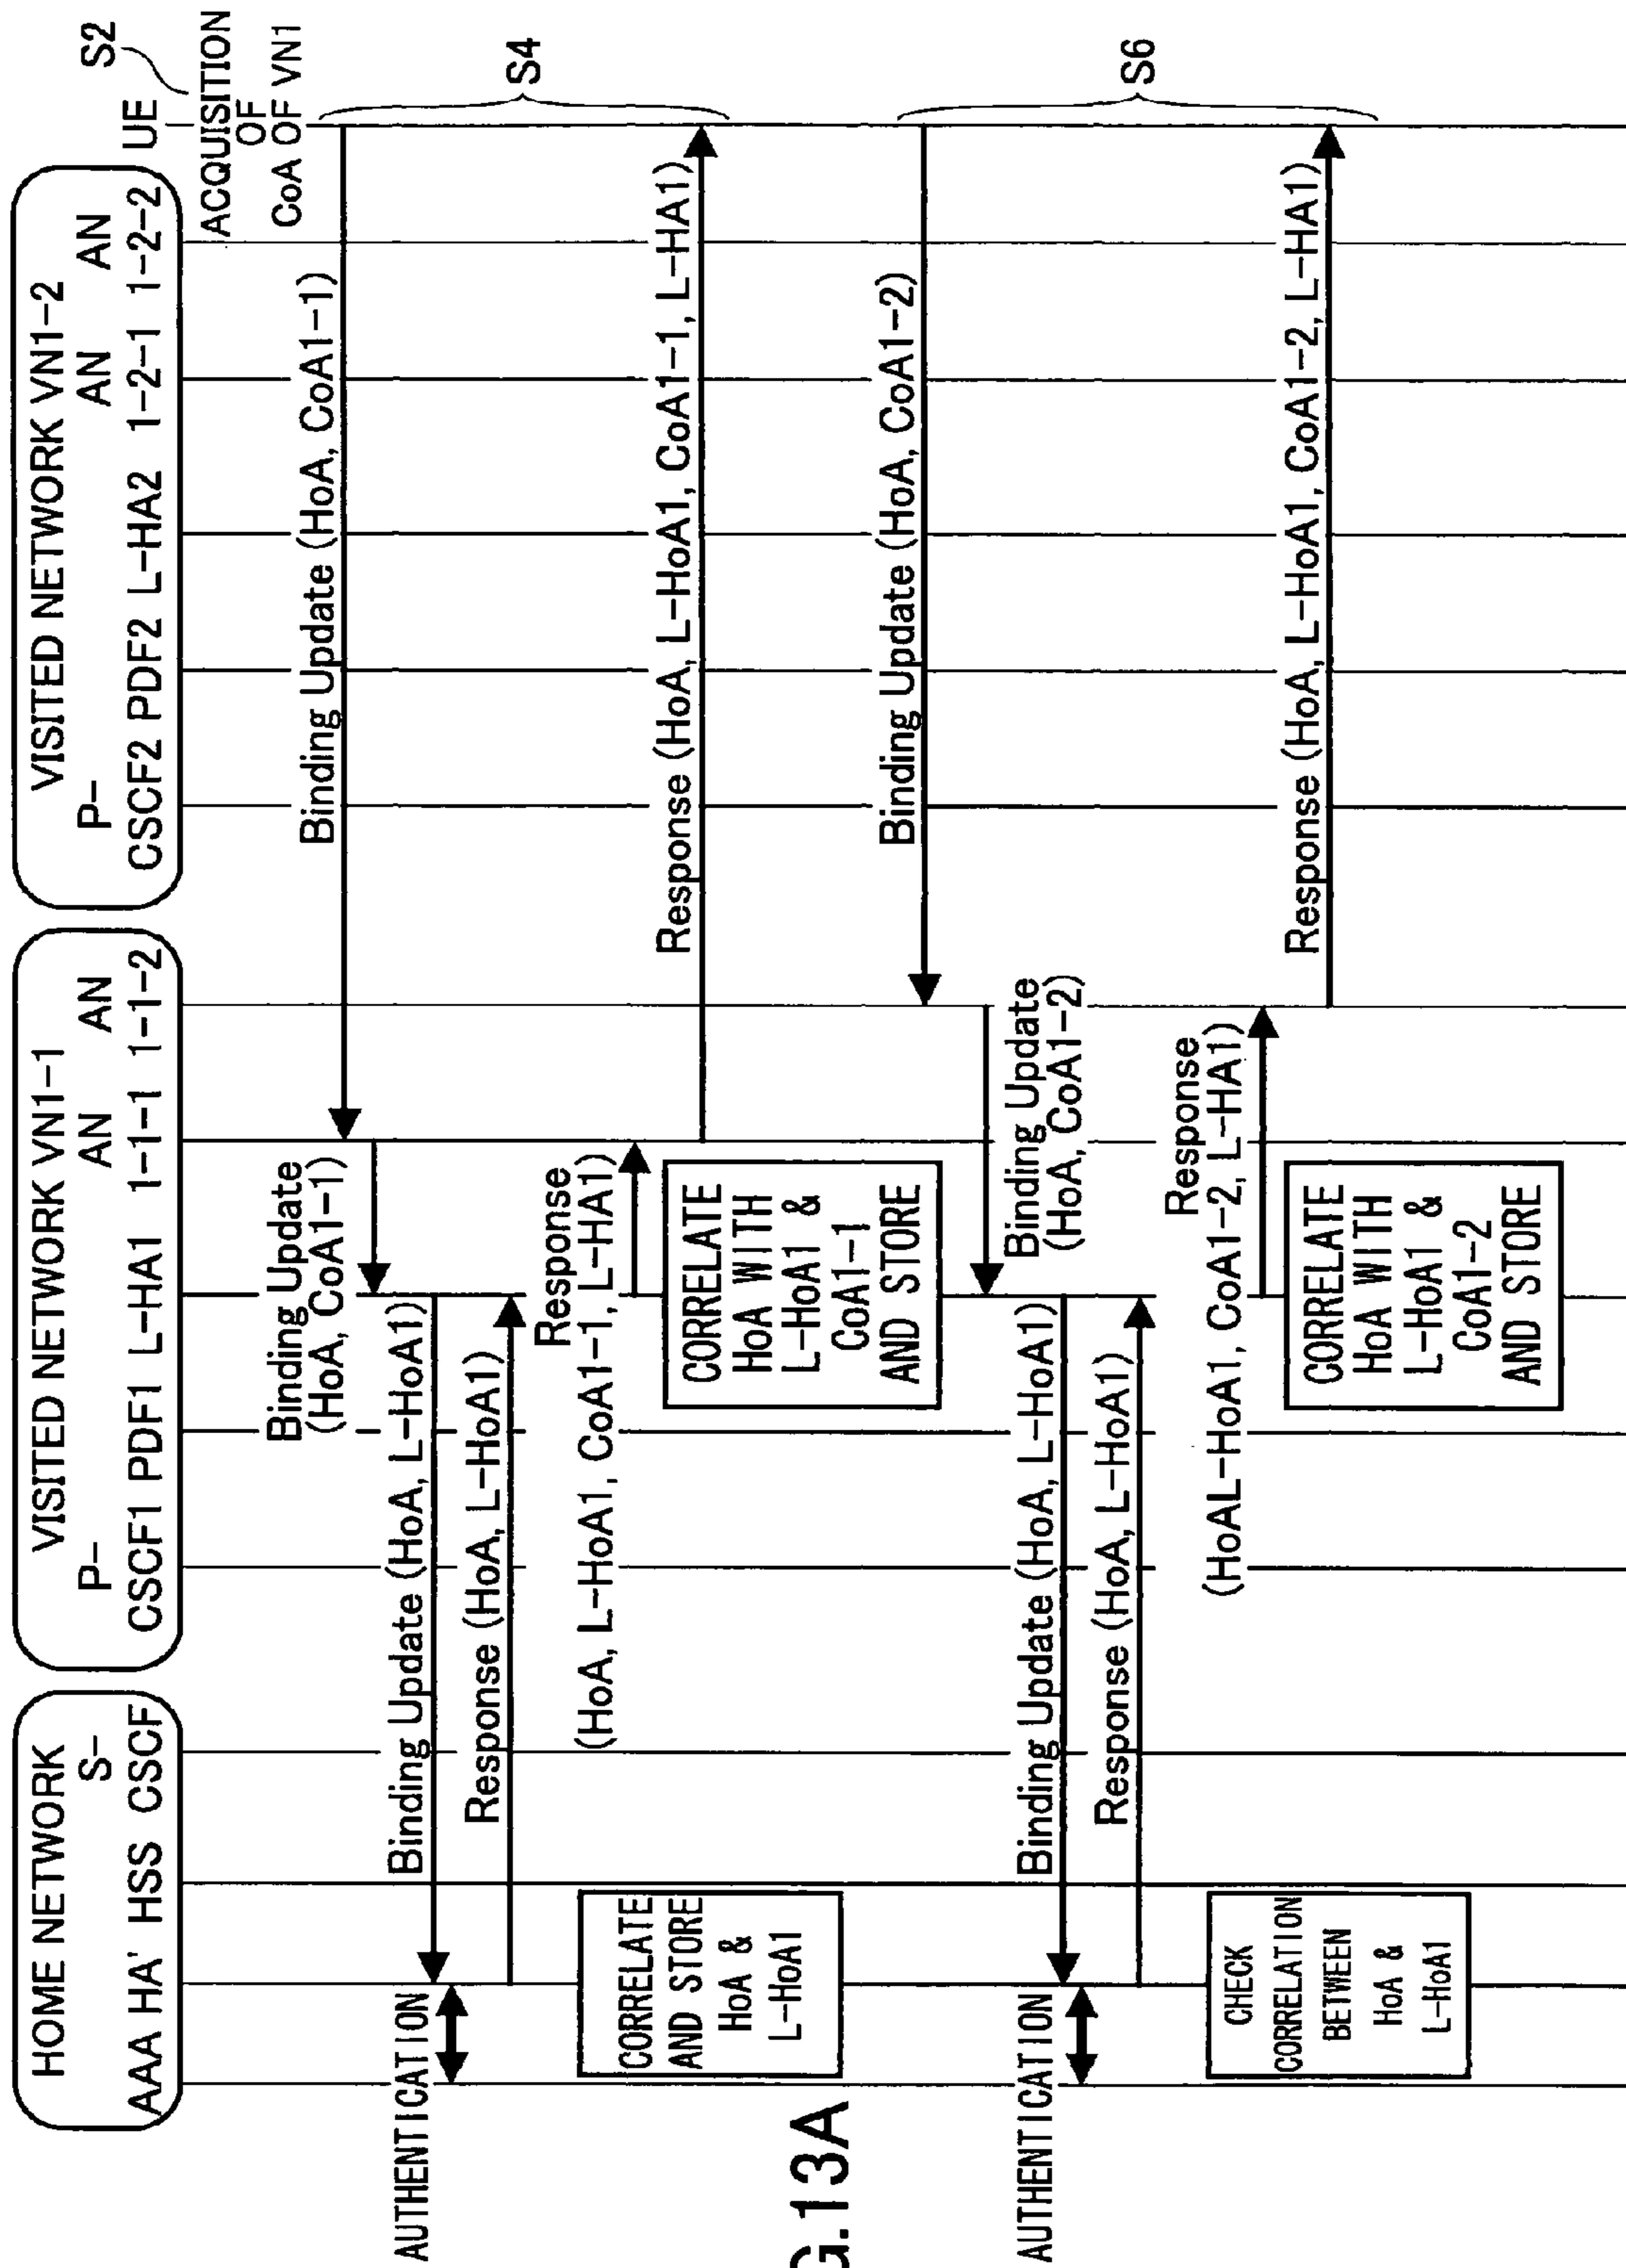 HOME NETWORK
S-
AAA HA' HSS CSCF
VISITED NETWORK VN1-1
P- AN AN
CSCF1 PDF1 L-HA1 1-1-1 1-1-2
VISITED NETWORK VN1-2
P- AN AN
CSCF2 PDF2 L-HA2 1-2-1 1-2-2
UE
S2
ACQUISITION
OF
CoA OF VN1
Binding Update (HoA, CoA1-1)
S4
Binding Update
(HoA, CoA1-1)
Binding Update (HoA, L-HoA1)
AUTHENTICATION
Response (HoA, L-HoA1)
Response
(HoA, L-HoA1, CoA1-1, L-HA1)
CORRELATE
AND STORE
HoA &
L-HoA1
Response (HoA, L-HoA1, CoA1-1, L-HA1)
CORRELATE
HoA WITH
L-HoA1 &
CoA1-1
AND STORE
G.13A
Binding Update (HoA, CoA1-2)
S6
Binding Update
(HoA, CoA1-2)
Binding Update (HoA, L-HoA1)
AUTHENTICATION
Response (HoA, L-HoA1)
Response
(HoAL-HoA1, CoA1-2, L-HA1)
CHECK
CORRELATION
BETWEEN
HoA &
L-HoA1
Response (HoA, L-HoA1, CoA1-2, L-HA1)
CORRELATE
HoA WITH
L-HoA1 &
CoA1-2
AND STORE